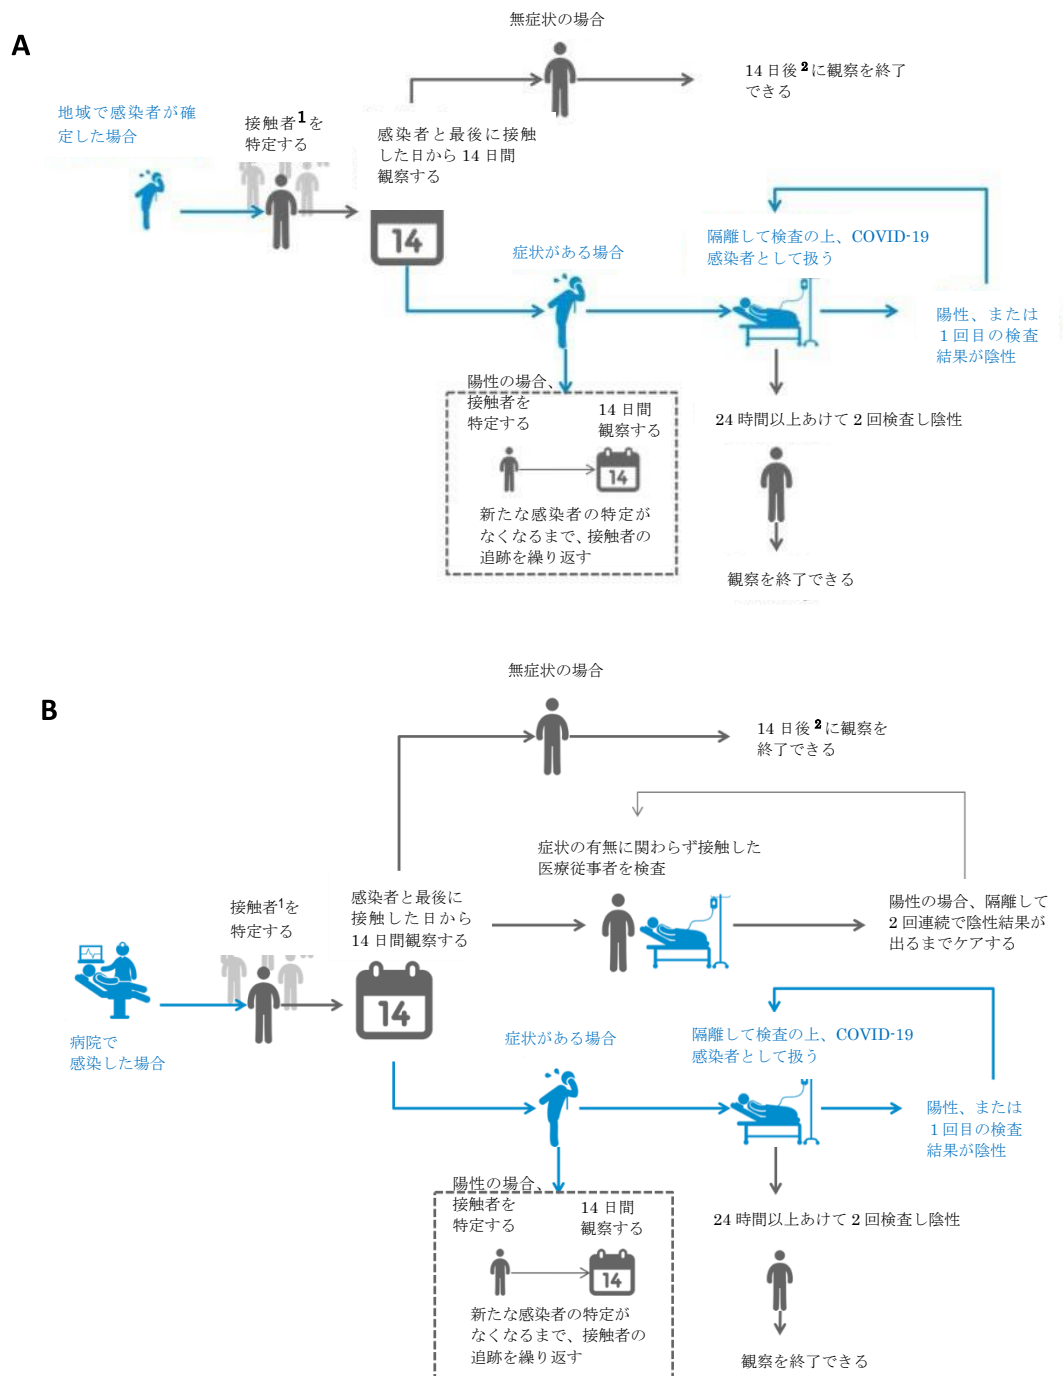 A
無症状の場合
14 日後 2 に観察を終了
できる
地域で感染者が確
定した場合
接触者1を
特定する
感染者と最後に接触
した日から 14 日間
観察する
14
症状がある場合
隔離して検査の上、COVID-19
感染者として扱う
陽性、または
1 回目の検査
結果が陰性
陽性の場合、
接触者を
特定する
14 日間
観察する
14
新たな感染者の特定が
なくなるまで、接触者の
追跡を繰り返す
24 時間以上あけて 2 回検査し陰性
観察を終了できる
B
無症状の場合
14 日後 2 に観察を
終了できる
症状の有無に関わらず接触した
医療従事者を検査
接触者1を
特定する
感染者と最後に
接触した日から
14 日間観察する
14
陽性の場合、隔離して
2 回連続で陰性結果が
出るまでケアする
病院で
感染した場合
症状がある場合
隔離して検査の上、COVID-19
感染者として扱う
陽性、または
1 回目の検査
結果が陰性
陽性の場合、
接触者を
特定する
14 日間
観察する
14
新たな感染者の特定が
なくなるまで、接触者の
追跡を繰り返す
24 時間以上あけて 2 回検査し陰性
観察を終了できる